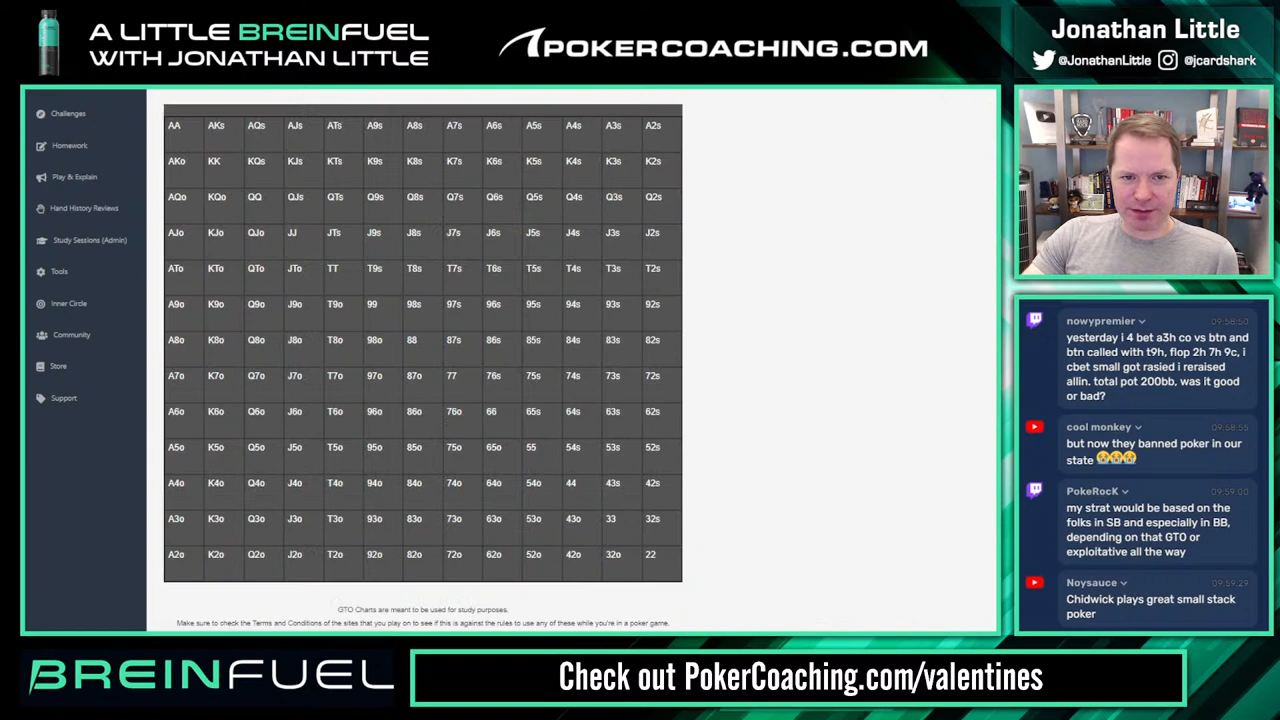 A LITTLE BREINFUEL
WITH JONATHAN LITTLE
POKERCOACHING.COM
Jonathan Little
@JonathanLittle @jcardshark
Challenges
Homework
Play & Explain
Hand History Reviews
Study Sessions (Admin)
Tools
Inner Circle
Community
Store
Support
AA AKs AQs AJs ATs A9s A8s A7s A6s A5s A4s A3s A2s
AKo KK KQs KJs KTs K9s K8s K7s K6s K5s K4s K3s K2s
AQo KQo QQ QJs QTs Q9s Q8s Q7s Q6s Q5s Q4s Q3s Q2s
AJo KJo QJo JJ JTs J9s J8s J7s J6s J5s J4s J3s J2s
ATo KTo QTo JTo TT T9s T8s T7s T6s T5s T4s T3s T2s
A9o K9o Q9o J9o T9o 99 98s 97s 96s 95s 94s 93s 92s
A8o K8o Q8o J8o T8o 98o 88 87s 86s 85s 84s 83s 82s
A7o K7o Q7o J7o T7o 97o 87o 77 76s 75s 74s 73s 72s
A6o K6o Q6o J6o T6o 96o 86o 76o 66 65s 64s 63s 62s
A5o K5o Q5o J5o T5o 95o 85o 75o 65o 55 54s 53s 52s
A4o K4o Q4o J4o T4o 94o 84o 74o 64o 54o 44 43s 42s
A3o K3o Q3o J3o T3o 93o 83o 73o 63o 53o 43o 33 32s
A2o K2o Q2o J2o T2o 92o 82o 72o 62o 52o 42o 32o 22
GTO Charts are meant to be used for study purposes.
Make sure to check the Terms and Conditions of the sites that you play on to see if this is against the rules to use any of these while you're in a poker game.
nowypremier 09:58:50
yesterday i 4 bet a3h co vs btn and
btn called with t9h, flop 2h 7h 9c, i
cbet small got rasied i reraised
allin. total pot 200bb, was it good
or bad?
cool monkey 09:58:55
but now they banned poker in our
state 😭😭😭
PokeRocK 09:59:00
my strat would be based on the
folks in SB and especially in BB,
depending on that GTO or
exploitative all the way
Noysauce 09:59:29
Chidwick plays great small stack
poker
BREINFUEL
Check out PokerCoaching.com/valentines